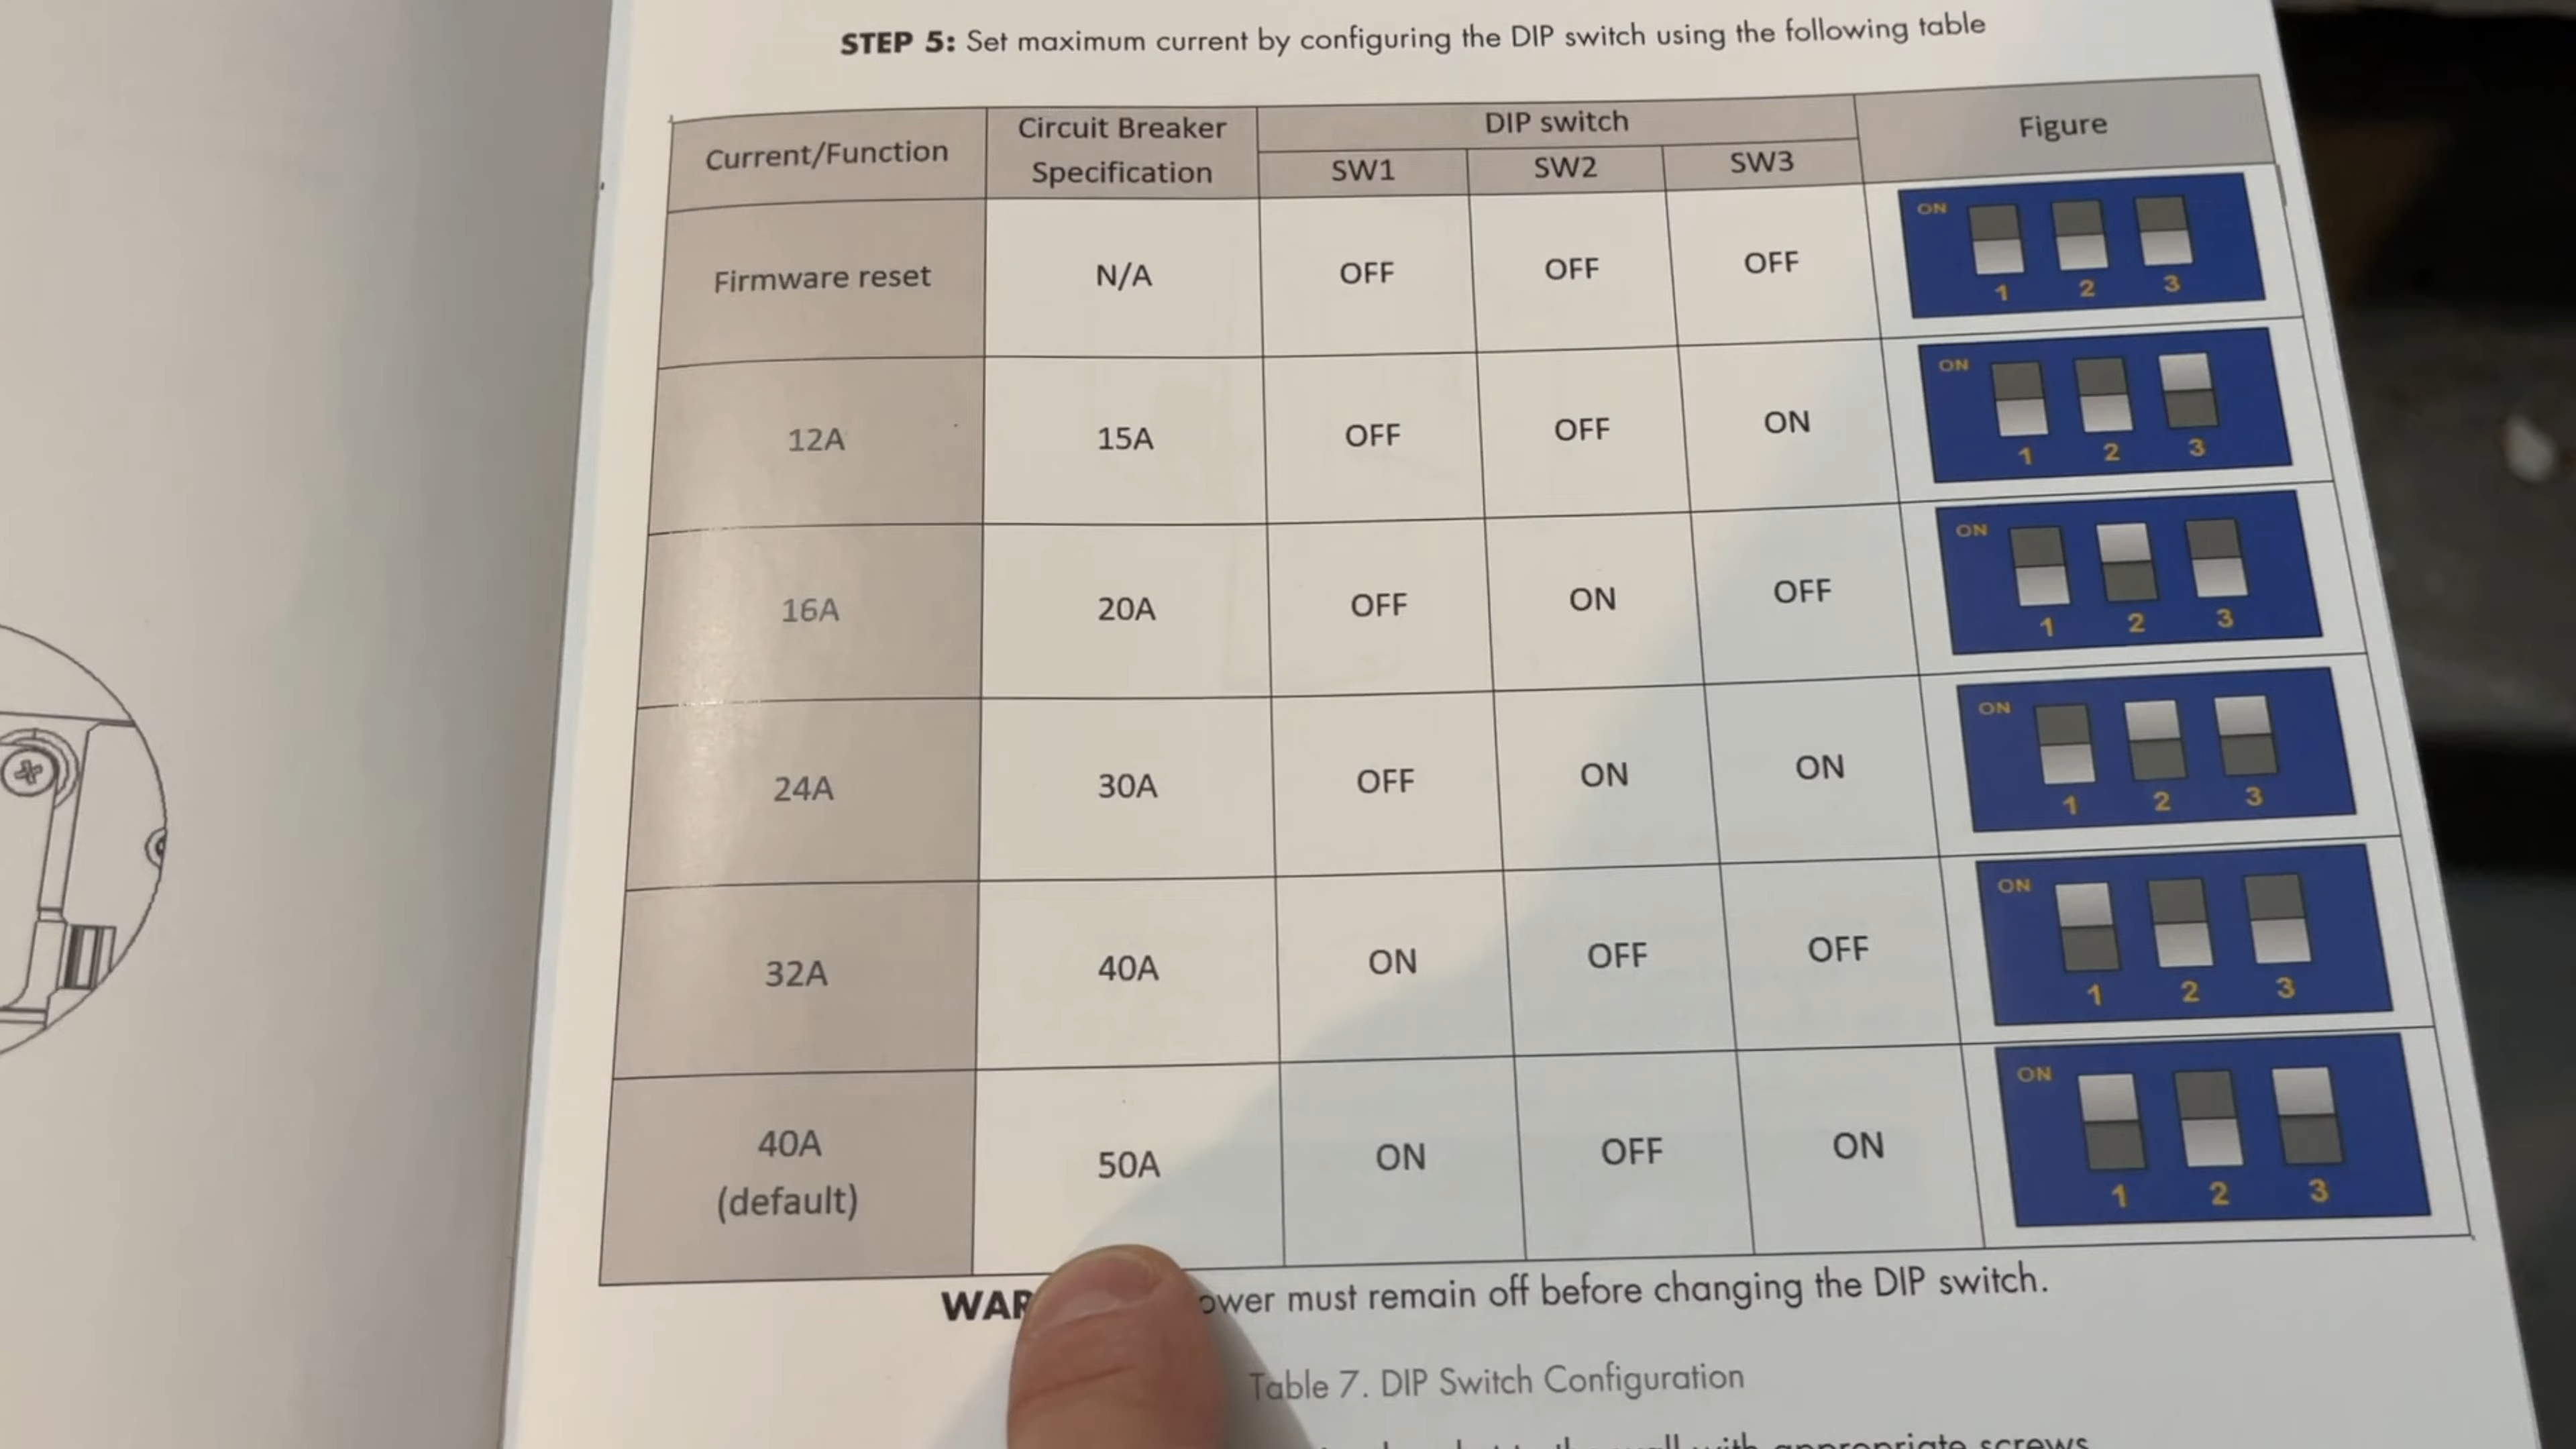 STEP 5: Set maximum current by configuring the DIP switch using the following table
Current/Function
Circuit Breaker
Specification
DIP switch
SW1 SW2 SW3
Figure
Firmware reset N/A OFF OFF OFF
ON
1 2 3
12A 15A OFF OFF ON
ON
1 2 3
16A 20A OFF ON OFF
ON
1 2 3
24A 30A OFF ON ON
ON
1 2 3
32A 40A ON OFF OFF
ON
1 2 3
40A
(default)
50A ON OFF ON
ON
1 2 3
must remain off before changing the DIP switch.
Table 7. DIP Switch Configuration
with appropriate screws